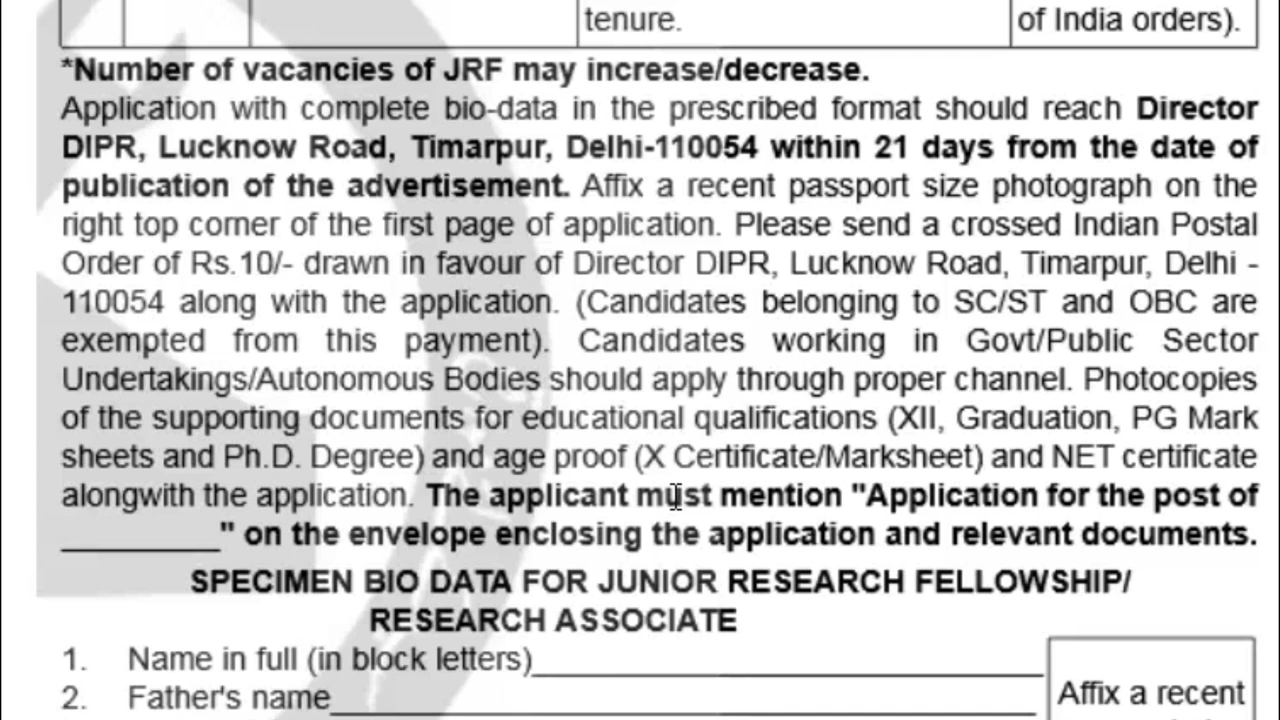 tenure.
of India orders).
*Number of vacancies of JRF may increase/decrease.
Application with complete bio-data in the prescribed format should reach Director
DIPR, Lucknow Road, Timarpur, Delhi-110054 within 21 days from the date of
publication of the advertisement. Affix a recent passport size photograph on the
right top corner of the first page of application. Please send a crossed Indian Postal
Order of Rs.10/- drawn in favour of Director DIPR, Lucknow Road, Timarpur, Delhi -
110054 along with the application. (Candidates belonging to SC/ST and OBC are
exempted from this payment). Candidates working in Govt/Public Sector
Undertakings/Autonomous Bodies should apply through proper channel. Photocopies
of the supporting documents for educational qualifications (XII, Graduation, PG Mark
sheets and Ph.D. Degree) and age proof (X Certificate/Marksheet) and NET certificate
alongwith the application. The applicant must mention "Application for the post of
_________" on the envelope enclosing the application and relevant documents.
SPECIMEN BIO DATA FOR JUNIOR RESEARCH FELLOWSHIP/
RESEARCH ASSOCIATE
1. Name in full (in block letters)
2. Father's name
Affix a recent